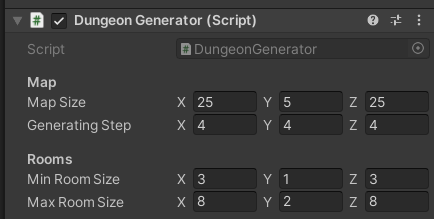 Dungeon Generator (Script)
Script DungeonGenerator
Map
Map Size X 25 Y 5 Z 25
Generating Step X 4 Y 4 Z 4
Rooms
Min Room Size X 3 Y 1 Z 3
Max Room Size X 8 Y 2 Z 8